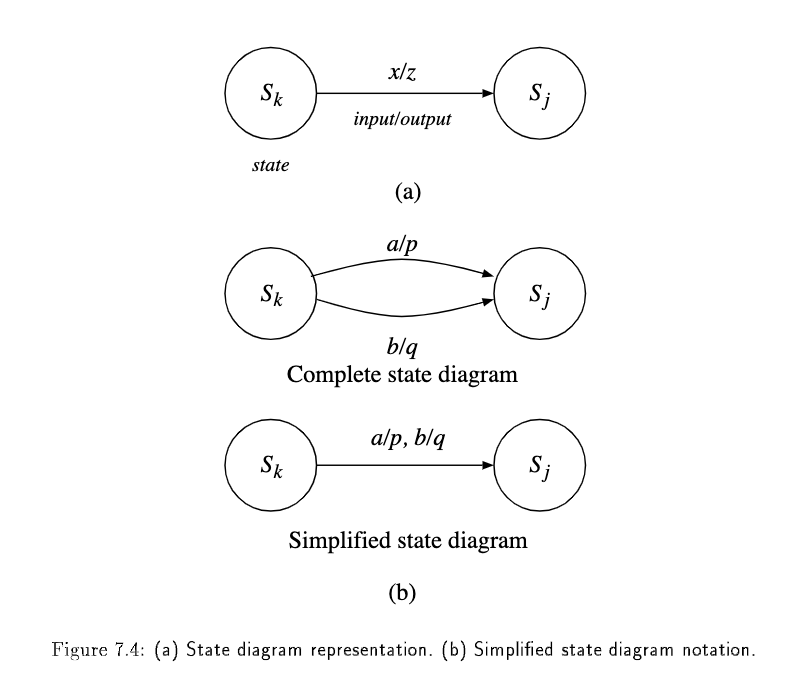 x/z
S_k
S_j
input/output
state
(a)
a/p
S_k
S_j
b/q
Complete state diagram
a/p, b/q
S_k
S_j
Simplified state diagram
(b)
Figure 7.4: (a) State diagram representation. (b) Simplified state diagram notation.